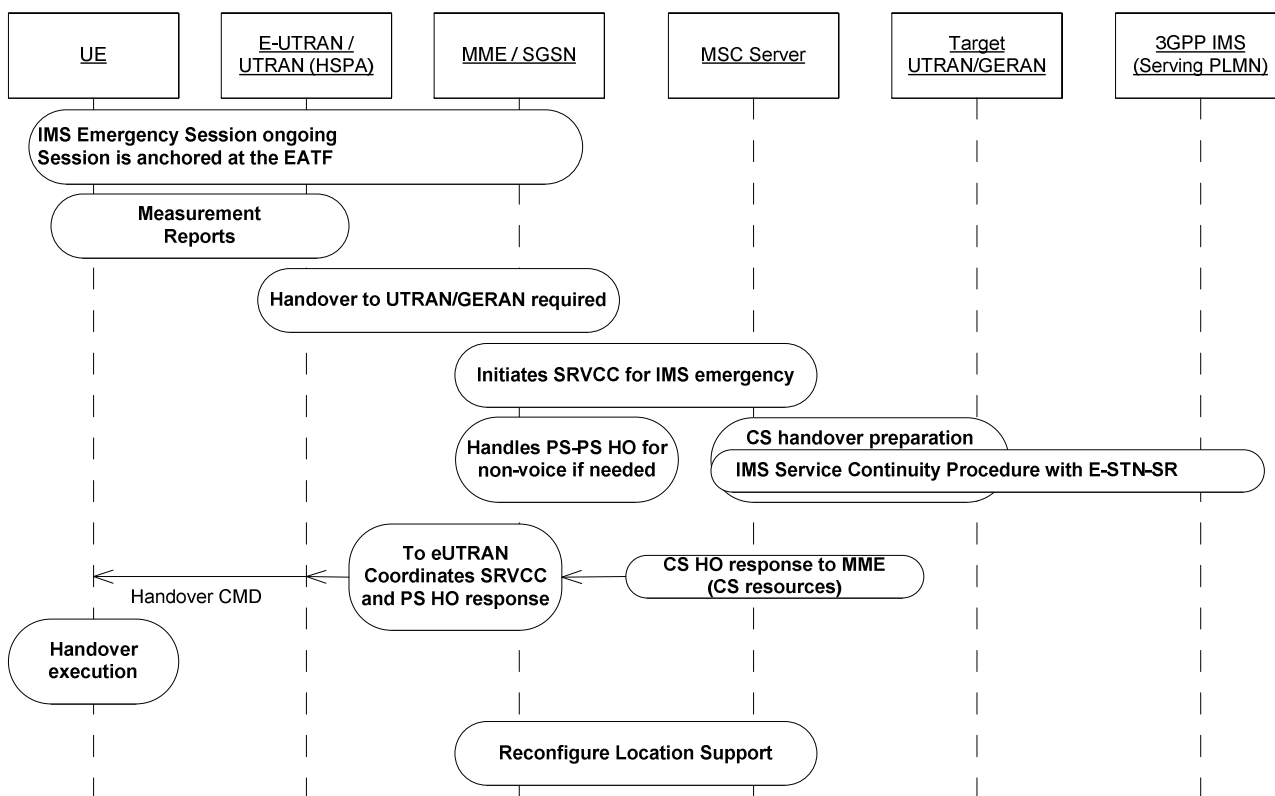 UE
E-UTRAN /
UTRAN (HSPA)
MME / SGSN
MSC Server
Target
UTRAN/GERAN
3GPP IMS
(Serving PLMN)
IMS Emergency Session ongoing
Session is anchored at the EATF
Measurement
Reports
Handover to UTRAN/GERAN required
Initiates SRVCC for IMS emergency
Handles PS-PS HO for
non-voice if needed
CS handover preparation
IMS Service Continuity Procedure with E-STN-SR
To eUTRAN
Coordinates SRVCC
and PS HO response
CS HO response to MME
(CS resources)
Handover CMD
Handover
execution
Reconfigure Location Support